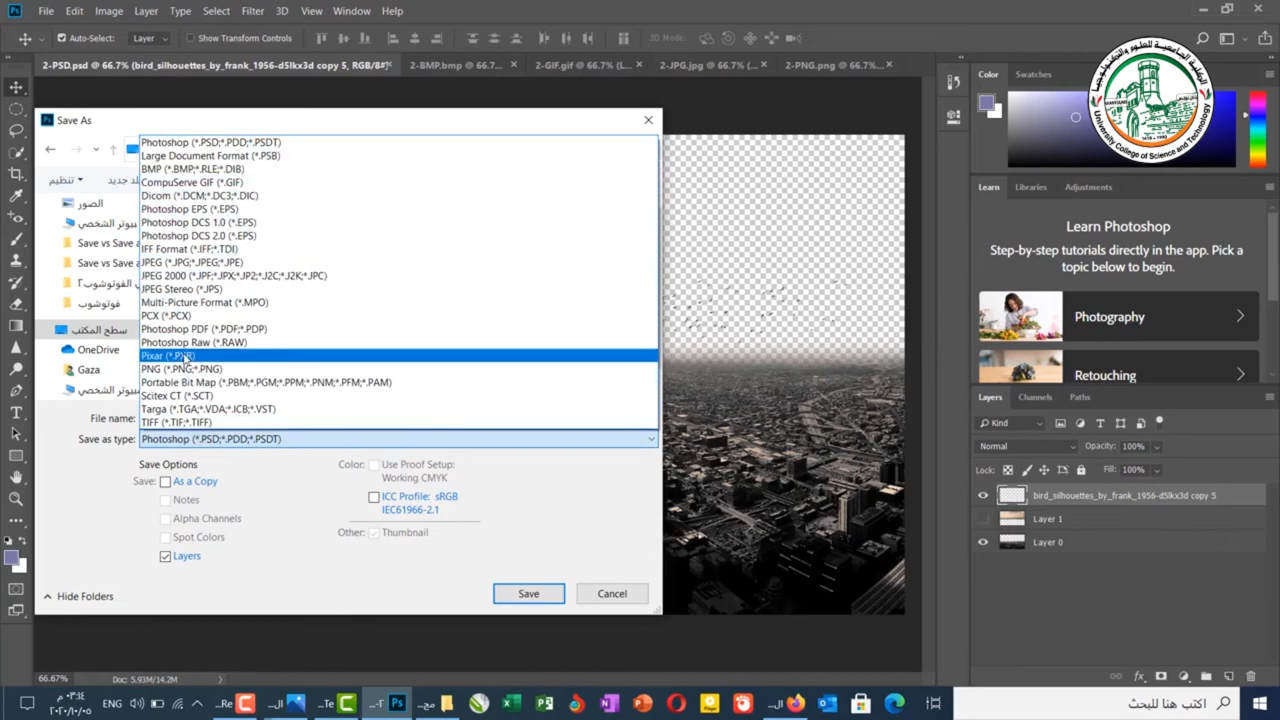 File Edit Image Layer Type Select Filter 3D View Window Help
Auto-Select: Layer Show Transform Controls 3D Mode:
2-PSD.psd @ 66.7% (bird_silhouettes_by_frank_1956-d5lkx3d copy 5, RGB/8#) 2-BMP.bmp @ 66.7%... 2-GIF.gif @ 66.7% (... 2-JPG.jpg @ 66.7% (... 2-PNG.png @ 66.7%...
Save As
تنظيم
الصور
Save vs Save a
Save vs Save a
فوتوشوب
سطح المكتب
OneDrive
Gaza
Photoshop (*.PSD;*.PDD;*.PSDT)
Large Document Format (*.PSB)
BMP (*.BMP;*.RLE;*.DIB)
CompuServe GIF (*.GIF)
Dicom (*.DCM;*.DC3;*.DIC)
Photoshop EPS (*.EPS)
Photoshop DCS 1.0 (*.EPS)
Photoshop DCS 2.0 (*.EPS)
IFF Format (*.IFF;*.TDI)
JPEG (*.JPG;*.JPEG;*.JPE)
JPEG 2000 (*.JPF;*.JPX;*.JP2;*.J2C;*.J2K;*.JPC)
JPEG Stereo (*.JPS)
Multi-Picture Format (*.MPO)
PCX (*.PCX)
Photoshop PDF (*.PDF;*.PDP)
Photoshop Raw (*.RAW)
Pixar (*.PXR)
PNG (*.PNG;*.PNG)
Portable Bit Map (*.PBM;*.PGM;*.PPM;*.PNM;*.PFM;*.PAM)
Scitex CT (*.SCT)
Targa (*.TGA;*.VDA;*.ICB;*.VST)
TIFF (*.TIF;*.TIFF)
File name:
Save as type: Photoshop (*.PSD;*.PDD;*.PSDT)
Save Options
Save: As a Copy
Notes
Alpha Channels
Spot Colors
Layers
Color: Use Proof Setup:
Working CMYK
ICC Profile: sRGB
IEC61966-2.1
Other: Thumbnail
Hide Folders
Save Cancel
Color Swatches
University College of Science and Technology
Learn Libraries Adjustments
Learn Photoshop
Step-by-step tutorials directly in the app. Pick a
topic below to begin.
Photography
Retouching
Layers Channels Paths
Kind
Normal Opacity: 100%
Lock: Fill: 100%
bird_silhouettes_by_frank_1956-d5lkx3d copy 5
Layer 1
Layer 0
66.67% Doc: 5.93M/14.2M
ENG
اكتب هنا للبحث